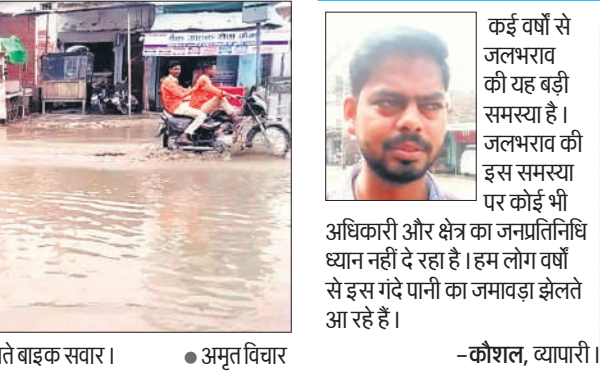 कई वर्षों से
जलभराव
की यह बड़ी
समस्या है।
जलभराव की
इस समस्या
पर कोई भी
अधिकारी और क्षेत्र का जनप्रतिनिधि
ध्यान नहीं दे रहा है। हम लोग वर्षों
से इस गंदे पानी का जमावड़ा झेलते
आ रहे हैं।
–कौशल, व्यापारी।
ते बाइक सवार। ● अमृत विचार